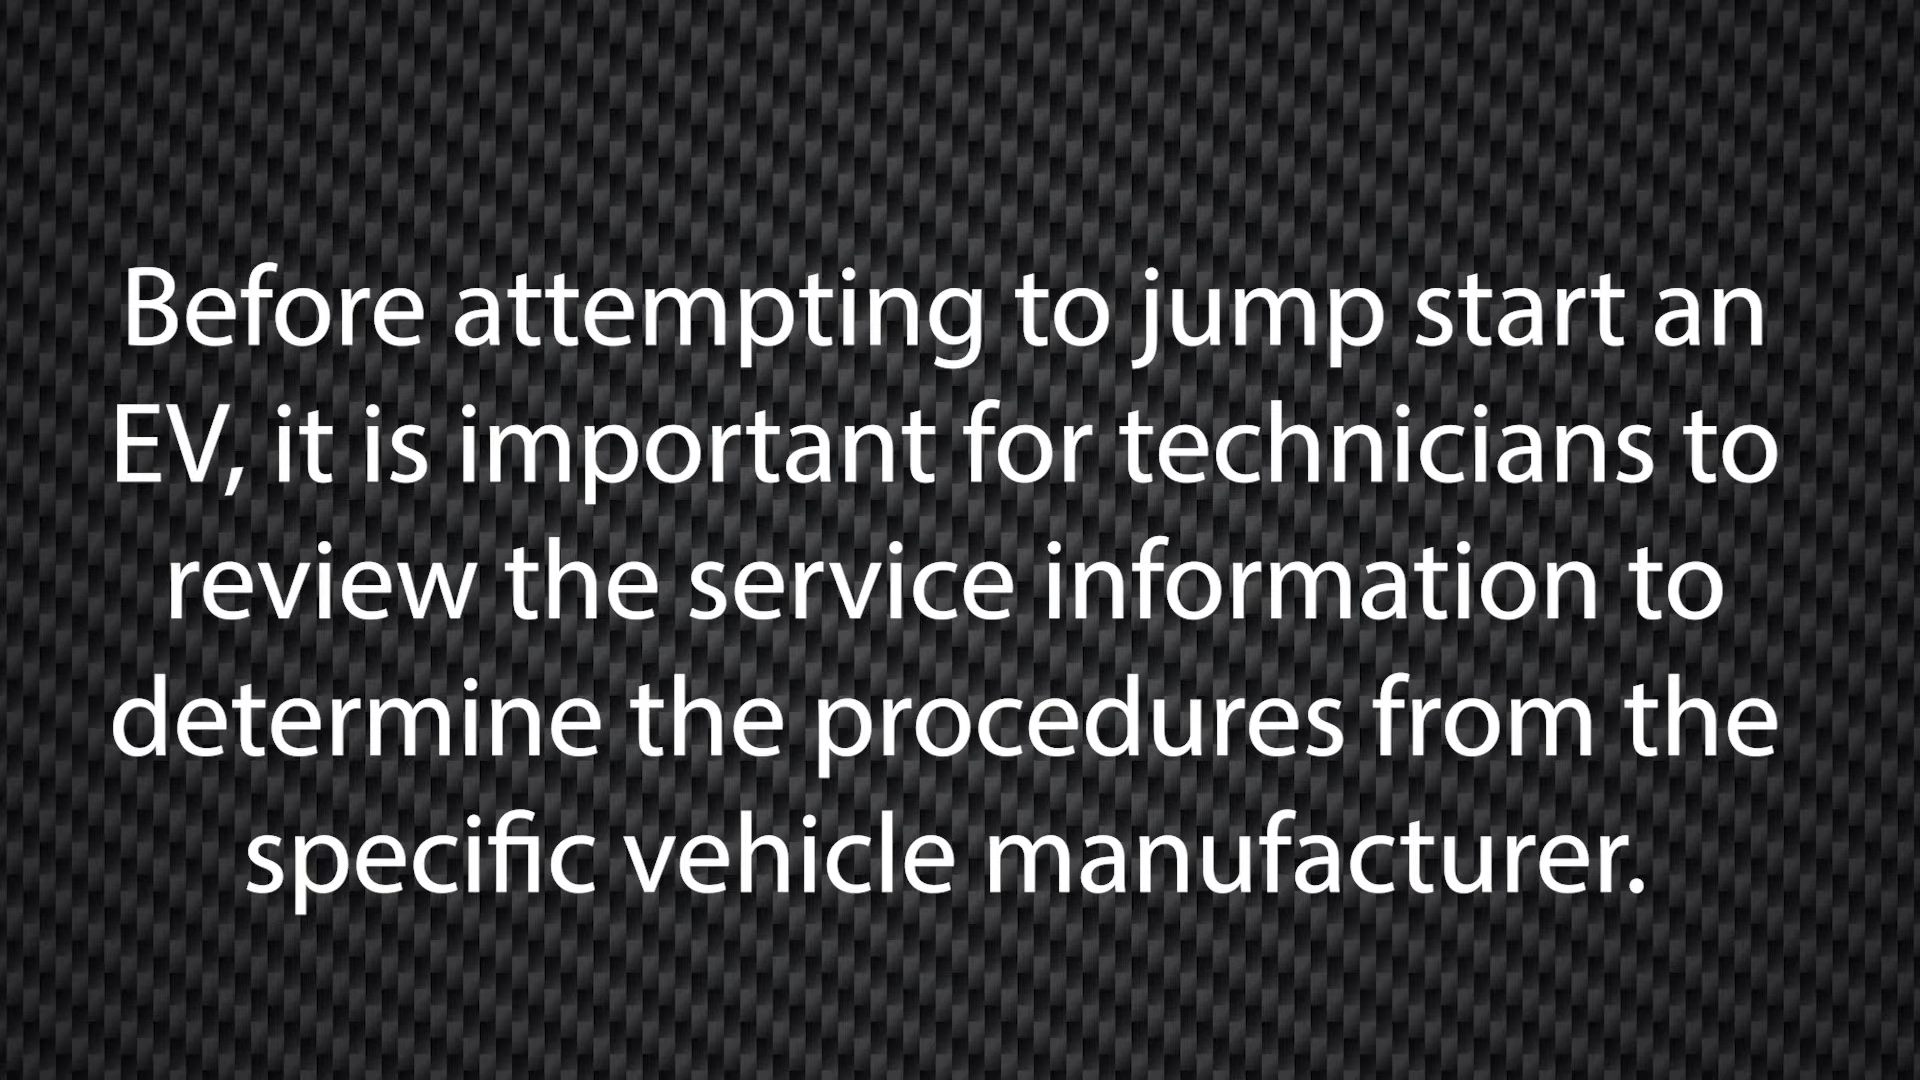 Before attempting to jump start an
EV, it is important for technicians to
review the service information to
determine the procedures from the
specific vehicle manufacturer.